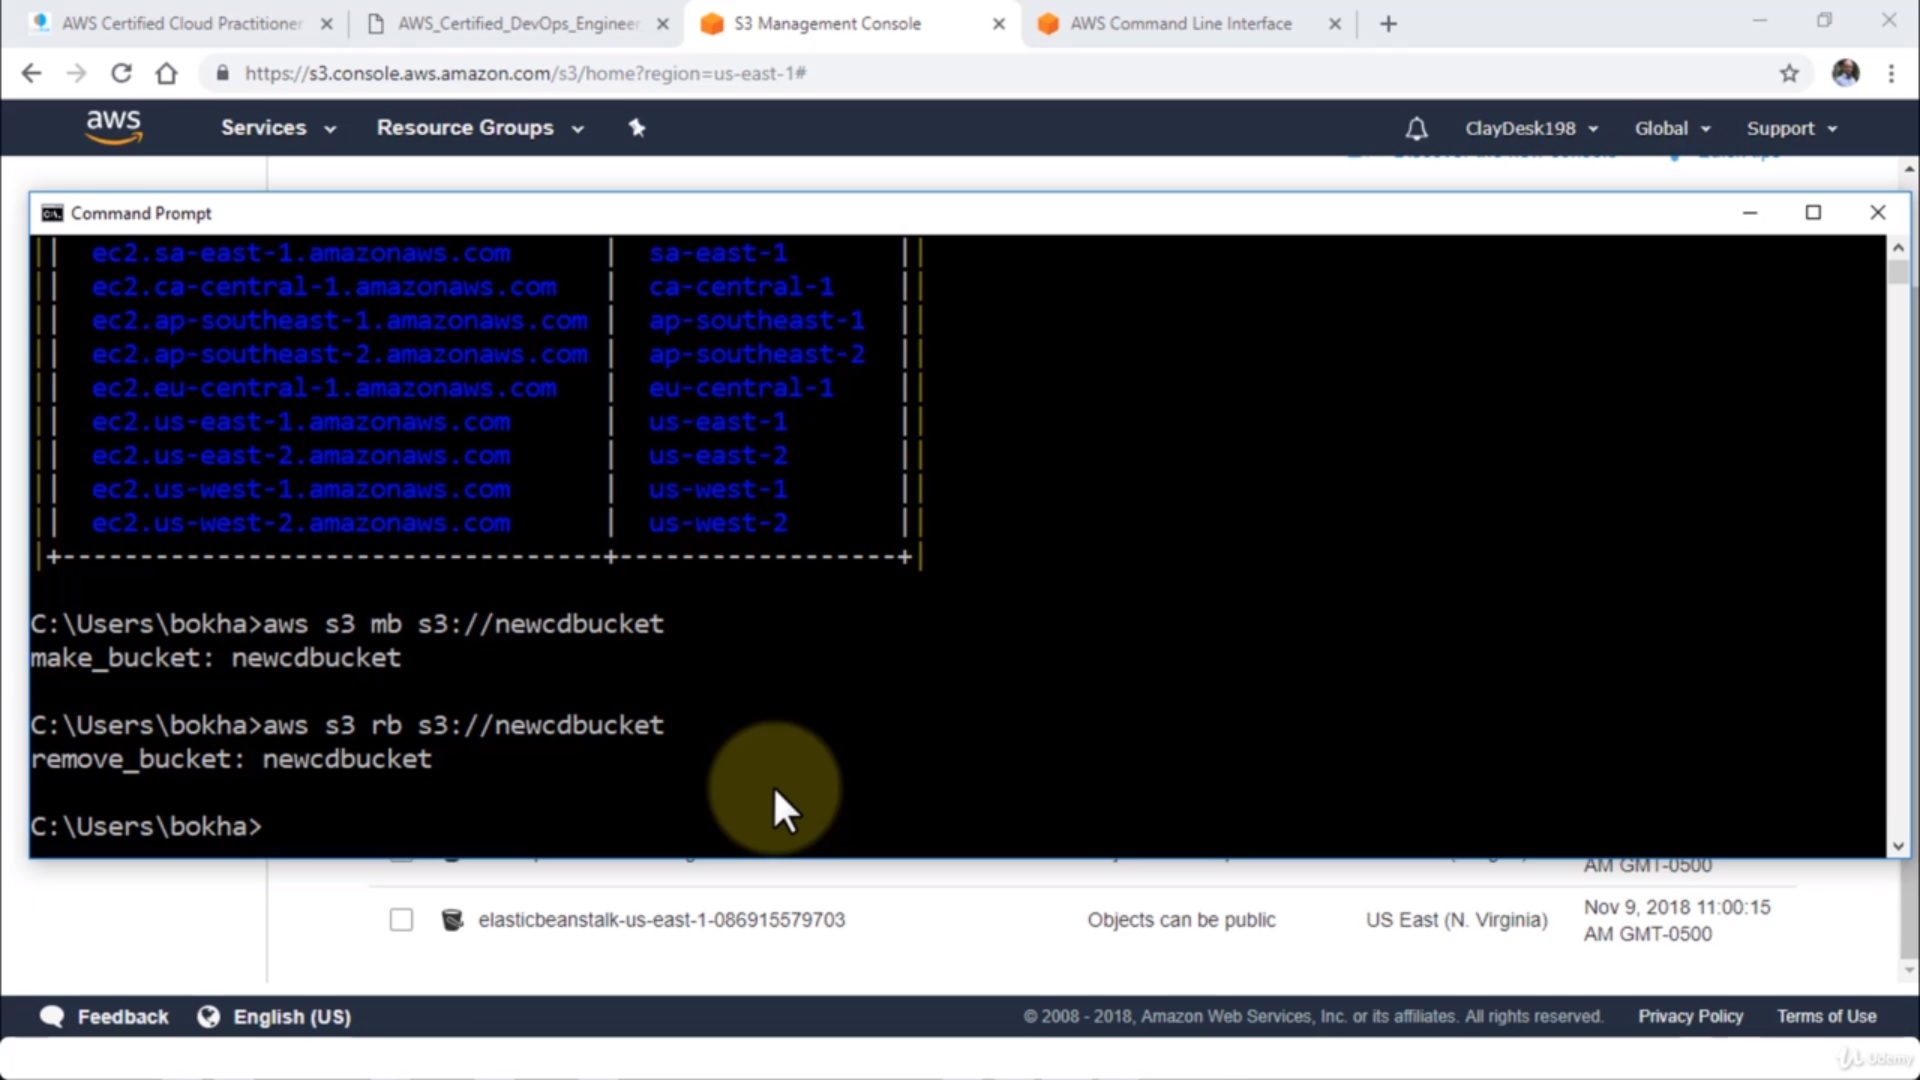 AWS Certified Cloud Practitioner
AWS_Certified_DevOps_Engineer
S3 Management Console
AWS Command Line Interface
https://s3.console.aws.amazon.com/s3/home?region=us-east-1#
aws
Services
Resource Groups
ClayDesk198
Global
Support
Command Prompt
|| ec2.sa-east-1.amazonaws.com | sa-east-1 ||
|| ec2.ca-central-1.amazonaws.com | ca-central-1 ||
|| ec2.ap-southeast-1.amazonaws.com | ap-southeast-1 ||
|| ec2.ap-southeast-2.amazonaws.com | ap-southeast-2 ||
|| ec2.eu-central-1.amazonaws.com | eu-central-1 ||
|| ec2.us-east-1.amazonaws.com | us-east-1 ||
|| ec2.us-east-2.amazonaws.com | us-east-2 ||
|| ec2.us-west-1.amazonaws.com | us-west-1 ||
|| ec2.us-west-2.amazonaws.com | us-west-2 ||
|+-----------------------------------+------------------+|
C:\Users\bokha>aws s3 mb s3://newcdbucket
make_bucket: newcdbucket
C:\Users\bokha>aws s3 rb s3://newcdbucket
remove_bucket: newcdbucket
C:\Users\bokha>
AM GMT-0500
elasticbeanstalk-us-east-1-086915579703
Objects can be public
US East (N. Virginia)
Nov 9, 2018 11:00:15
AM GMT-0500
Feedback
English (US)
© 2008 - 2018, Amazon Web Services, Inc. or its affiliates. All rights reserved.
Privacy Policy
Terms of Use
Udemy